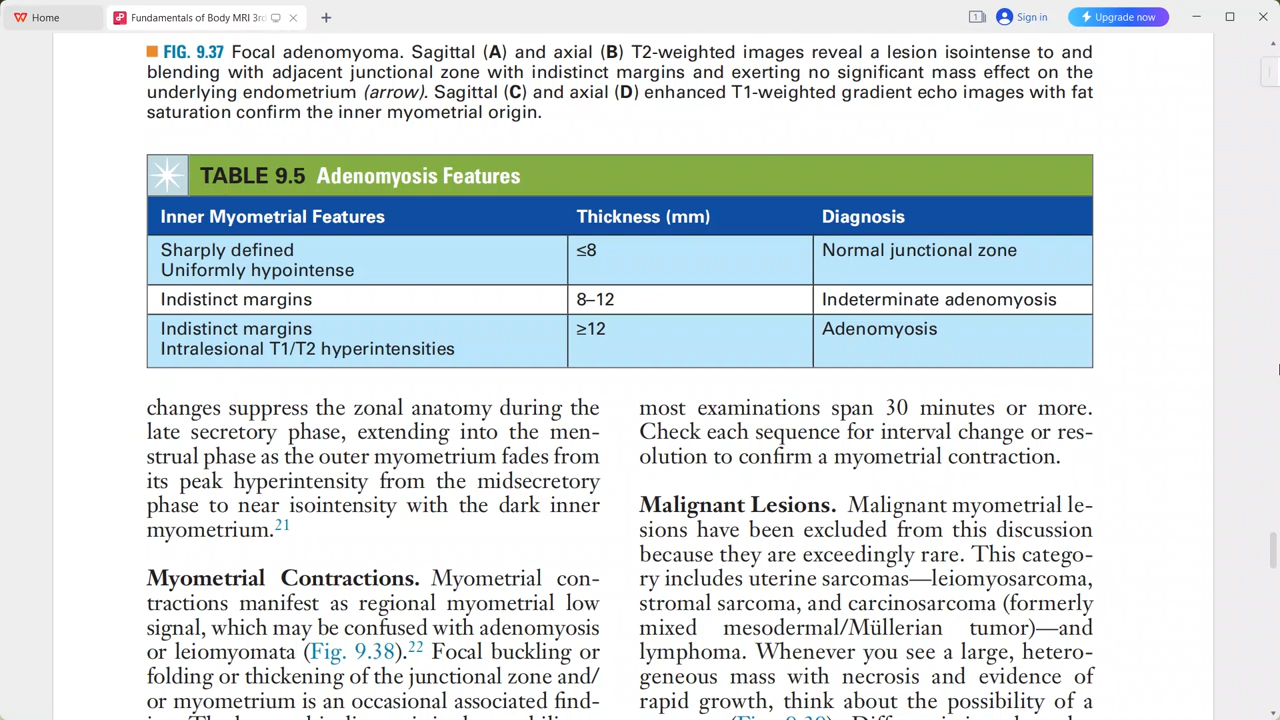 Home
Fundamentals of Body MRI 3rd
Sign in
Upgrade now
FIG. 9.37 Focal adenomyoma. Sagittal (A) and axial (B) T2-weighted images reveal a lesion isointense to and
blending with adjacent junctional zone with indistinct margins and exerting no significant mass effect on the
underlying endometrium (arrow). Sagittal (C) and axial (D) enhanced T1-weighted gradient echo images with fat
saturation confirm the inner myometrial origin.
TABLE 9.5 Adenomyosis Features
Inner Myometrial Features Thickness (mm) Diagnosis
Sharply defined ≤8 Normal junctional zone
Uniformly hypointense
Indistinct margins 8–12 Indeterminate adenomyosis
Indistinct margins ≥12 Adenomyosis
Intralesional T1/T2 hyperintensities
changes suppress the zonal anatomy during the
late secretory phase, extending into the men-
strual phase as the outer myometrium fades from
its peak hyperintensity from the midsecretory
phase to near isointensity with the dark inner
myometrium.21
Myometrial Contractions. Myometrial con-
tractions manifest as regional myometrial low
signal, which may be confused with adenomyosis
or leiomyomata (Fig. 9.38).22 Focal buckling or
folding or thickening of the junctional zone and/
or myometrium is an occasional associated find-
most examinations span 30 minutes or more.
Check each sequence for interval change or res-
olution to confirm a myometrial contraction.
Malignant Lesions. Malignant myometrial le-
sions have been excluded from this discussion
because they are exceedingly rare. This catego-
ry includes uterine sarcomas—leiomyosarcoma,
stromal sarcoma, and carcinosarcoma (formerly
mixed mesodermal/Müllerian tumor)—and
lymphoma. Whenever you see a large, hetero-
geneous mass with necrosis and evidence of
rapid growth, think about the possibility of a